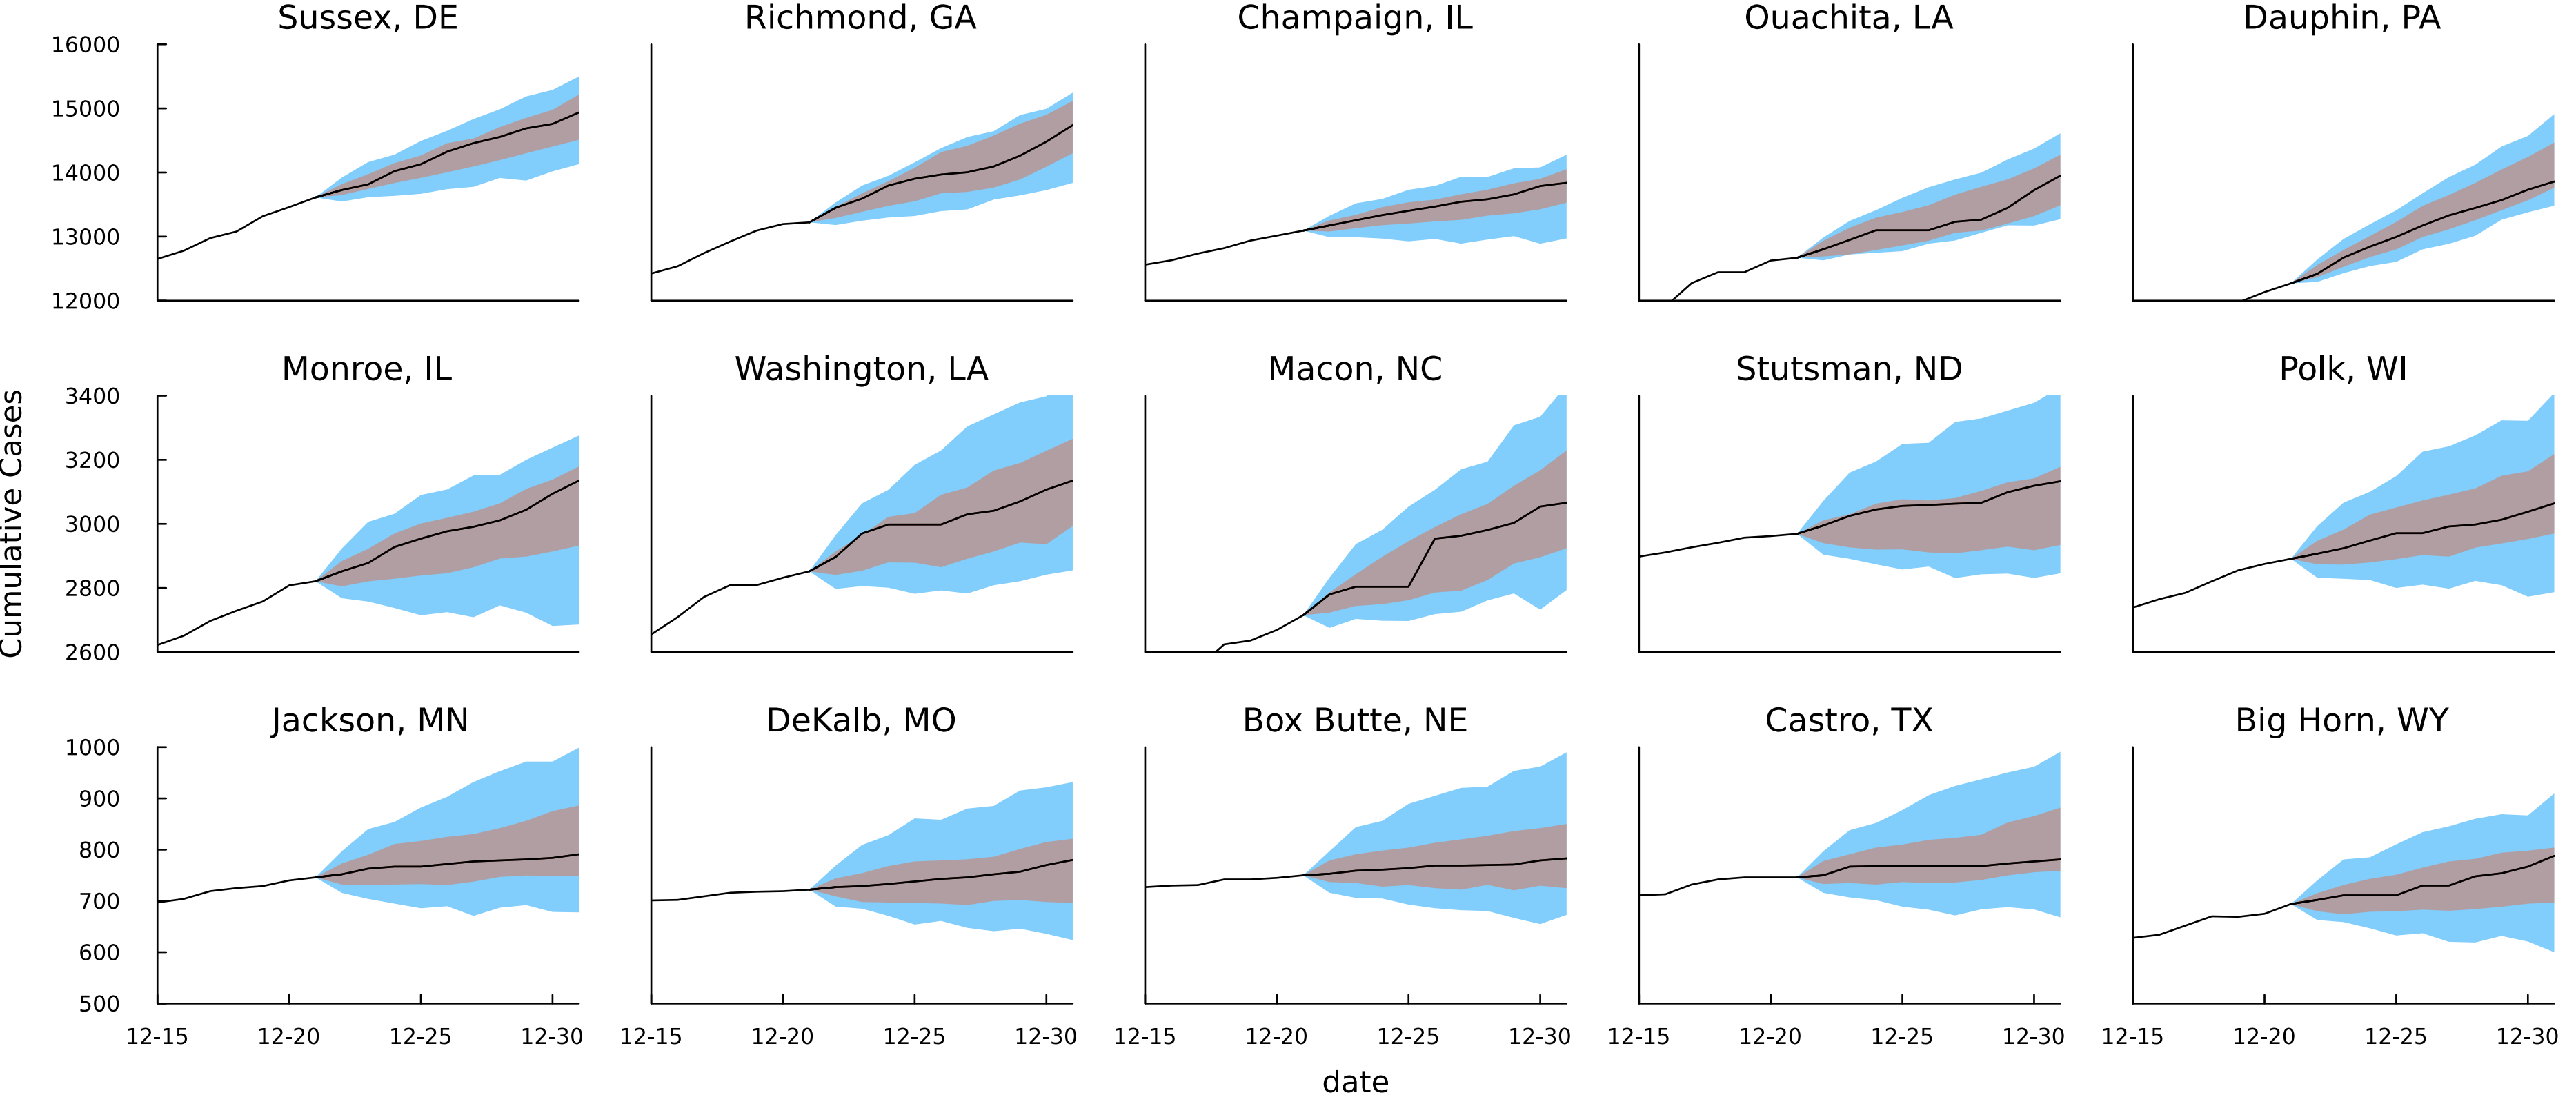 Sussex, DE
Richmond, GA
Champaign, IL
Ouachita, LA
Dauphin, PA
16000
15000
14000
13000
12000
Monroe, IL
Washington, LA
Macon, NC
Stutsman, ND
Polk, WI
Cumulative Cases
3400
3200
3000
2800
2600
Jackson, MN
DeKalb, MO
Box Butte, NE
Castro, TX
Big Horn, WY
1000
900
800
700
600
500
12-15 12-20 12-25 12-30
12-15 12-20 12-25 12-30
12-15 12-20 12-25 12-30
12-15 12-20 12-25 12-30
12-15 12-20 12-25 12-30
date